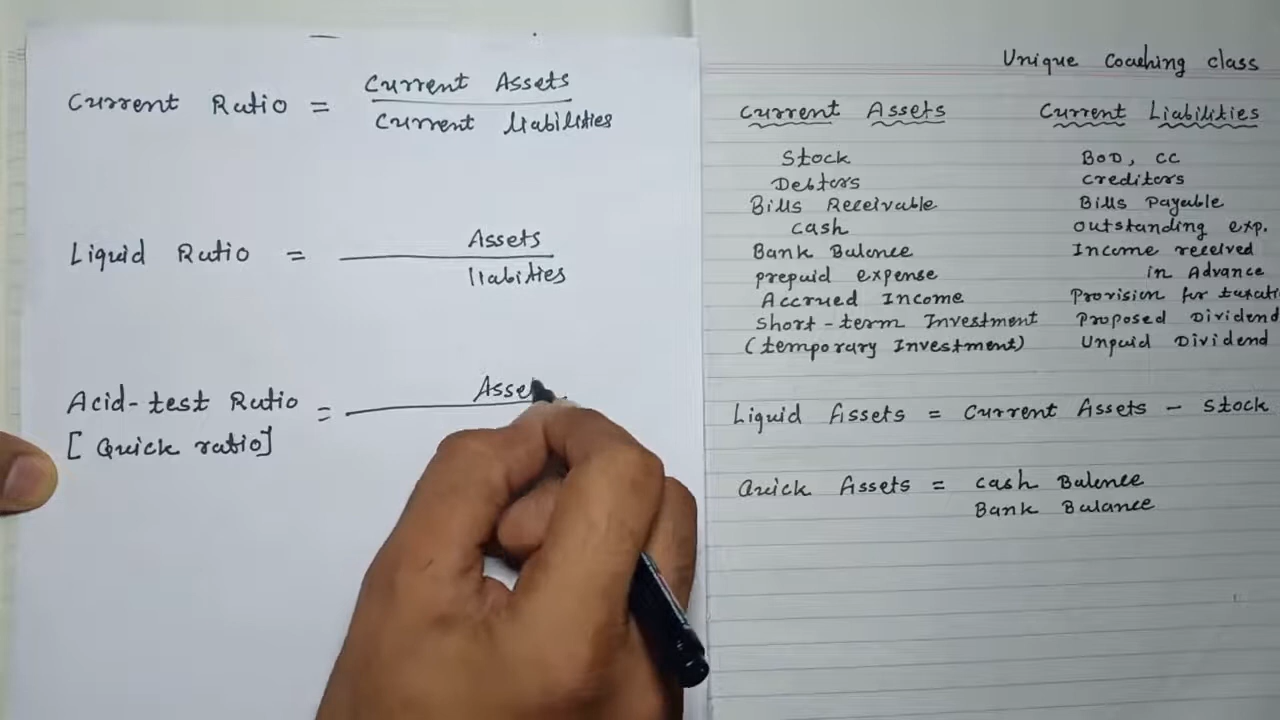 Current Ratio = Current Assets
Current liabilities
Liquid Ratio = Assets
liabities
Acid-test Ratio = Asse
[ Quick ratio]
Unique Coaching class
Current Assets
Stock
Debtors
Bills Receivable
cash
Bank Balance
prepaid expense
Accrued Income
Short-term Investment
(temporary Investment)
Current Liabilities
BOD, CC
Creditors
Bills Payable
outstanding exp.
Income received
in Advance
Provision for taxati
Proposed Dividend
Unpaid Dividend
Liquid Assets = Current Assets - Stock
Quick Assets = Cash Balance
Bank Balance